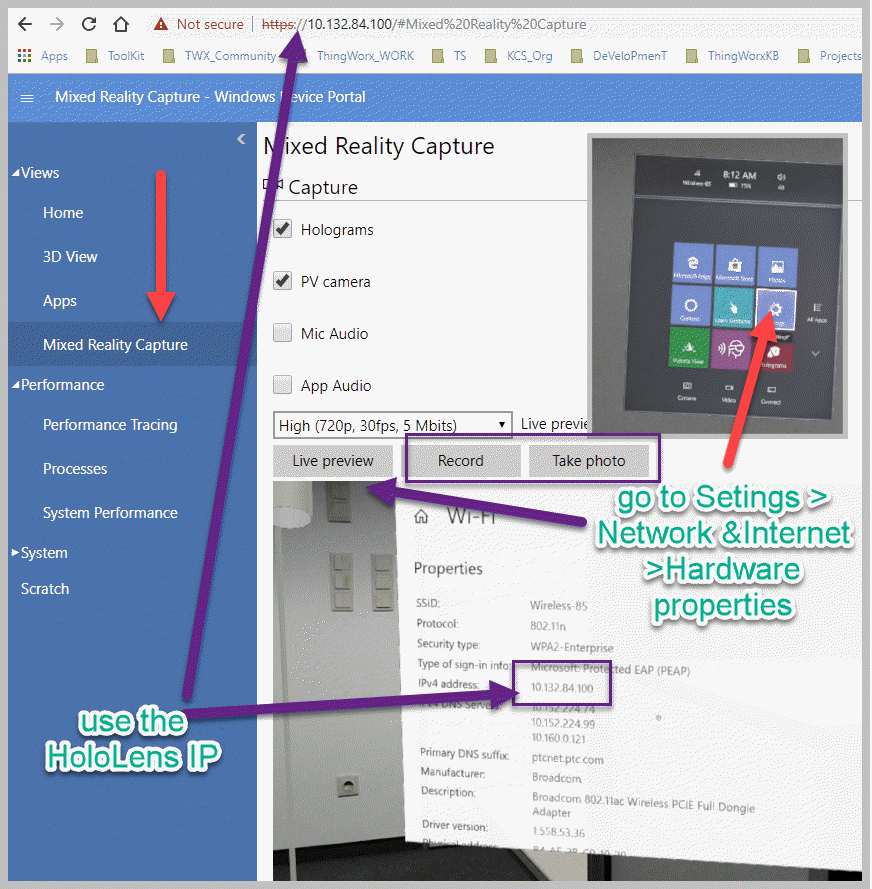 Not secure | https://10.132.84.100/#Mixed%20Reality%20Capture
Apps ToolKit TWX_Community ThingWorx_WORK TS KCS_Org DeVeloPmenT ThingWorxKB Projects
Mixed Reality Capture - Windows Device Portal
Views
Home
3D View
Apps
Mixed Reality Capture
Performance
Performance Tracing
Processes
System Performance
System
Scratch
Mixed Reality Capture
Capture
Holograms
PV camera
Mic Audio
App Audio
High (720p, 30fps, 5 Mbits)
Live previe
Live preview
Record
Take photo
Wireless-85
8:12 AM
Microsoft Edge
Microsoft Store
Photos
Learn Gestures
All Apps
Camera
Video
Connect
go to Setings >
Network &Internet
>Hardware
properties
Wi-Fi
Properties
SSID: Wireless-85
Protocol: 802.11n
Security type: WPA2-Enterprise
Type of sign-in info: Microsoft: Protected EAP (PEAP)
IPv4 address: 10.132.84.100
DNS Serve 10.152.224.74
10.152.224.99
10.160.0.121
Primary DNS suffix: ptcnet.ptc.com
Manufacturer: Broadcom
Description: Broadcom 802.11ac Wireless PCIE Full Dongle
Adapter
Driver version: 1.558.53.36
use the
HoloLens IP